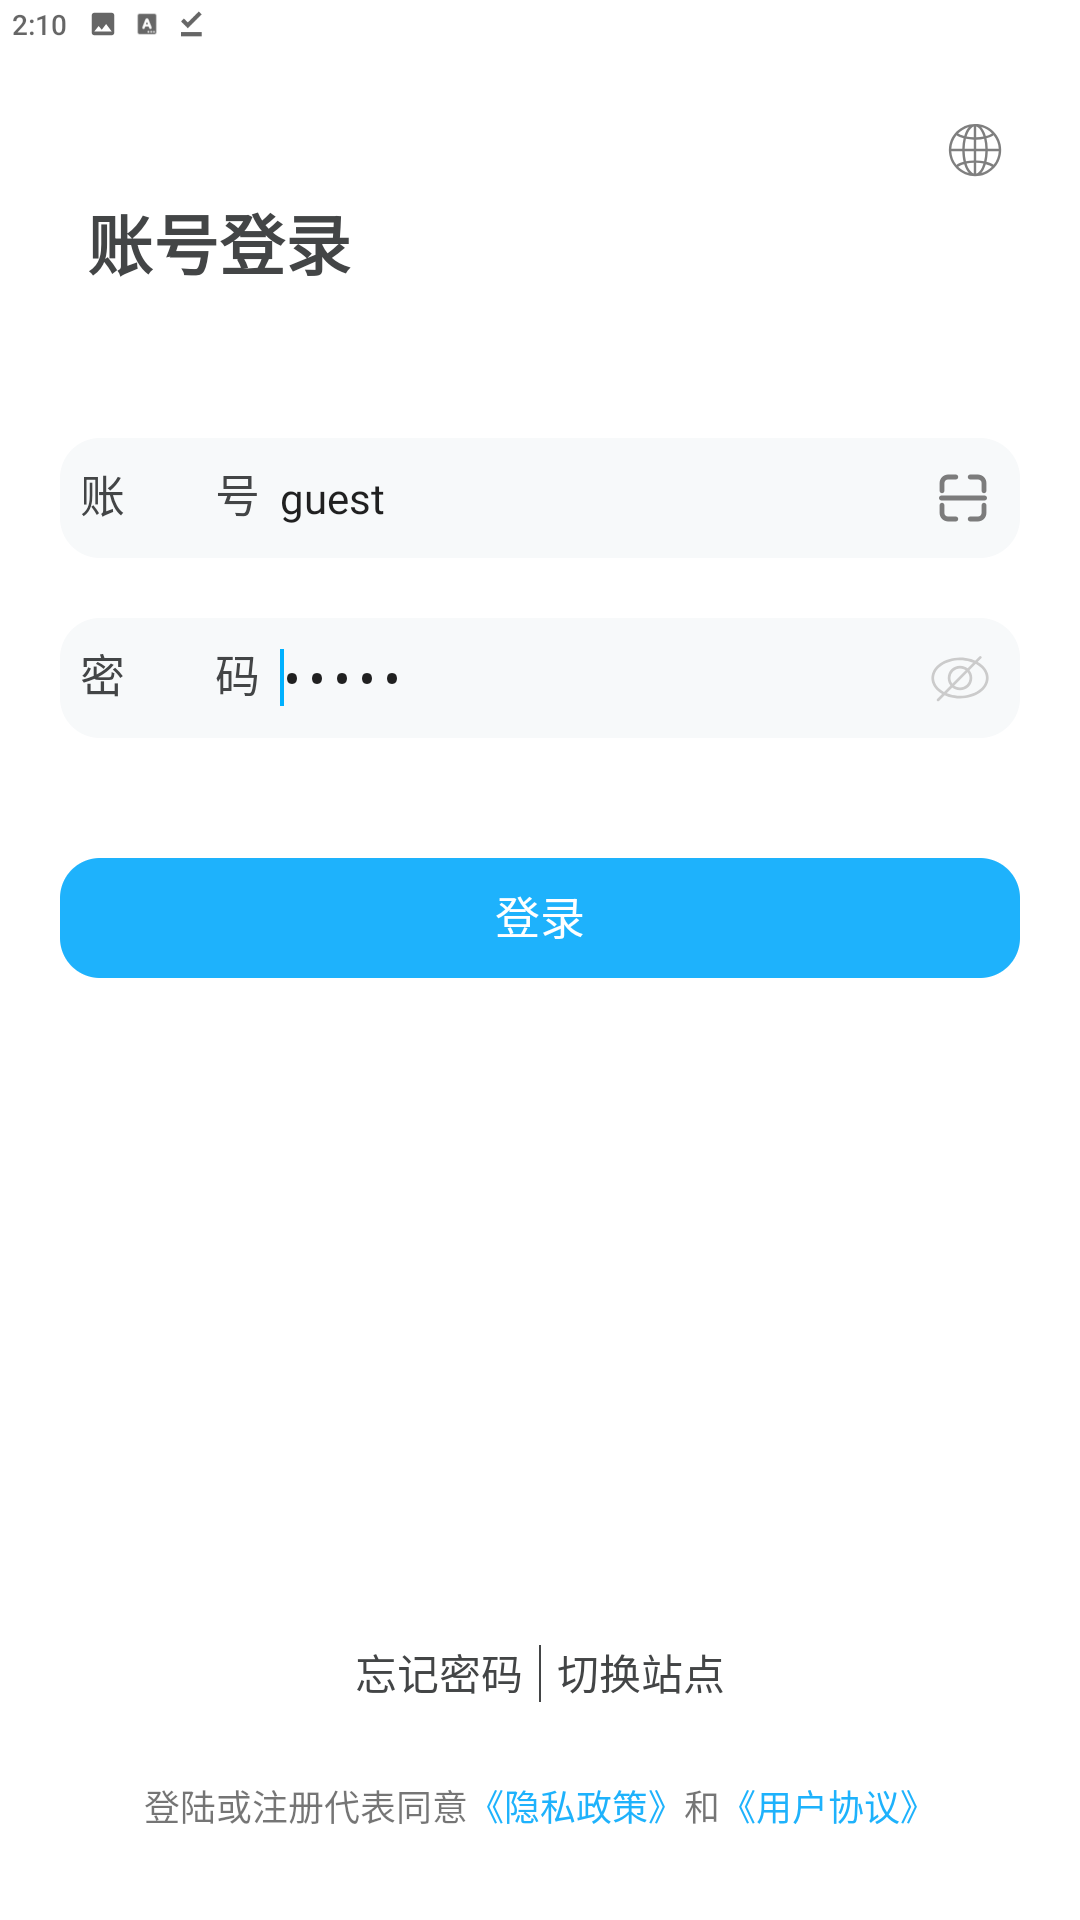 2:10
账号登录
账 号 guest
密 码 •••••
登录
忘记密码 切换站点
登陆或注册代表同意《隐私政策》和《用户协议》